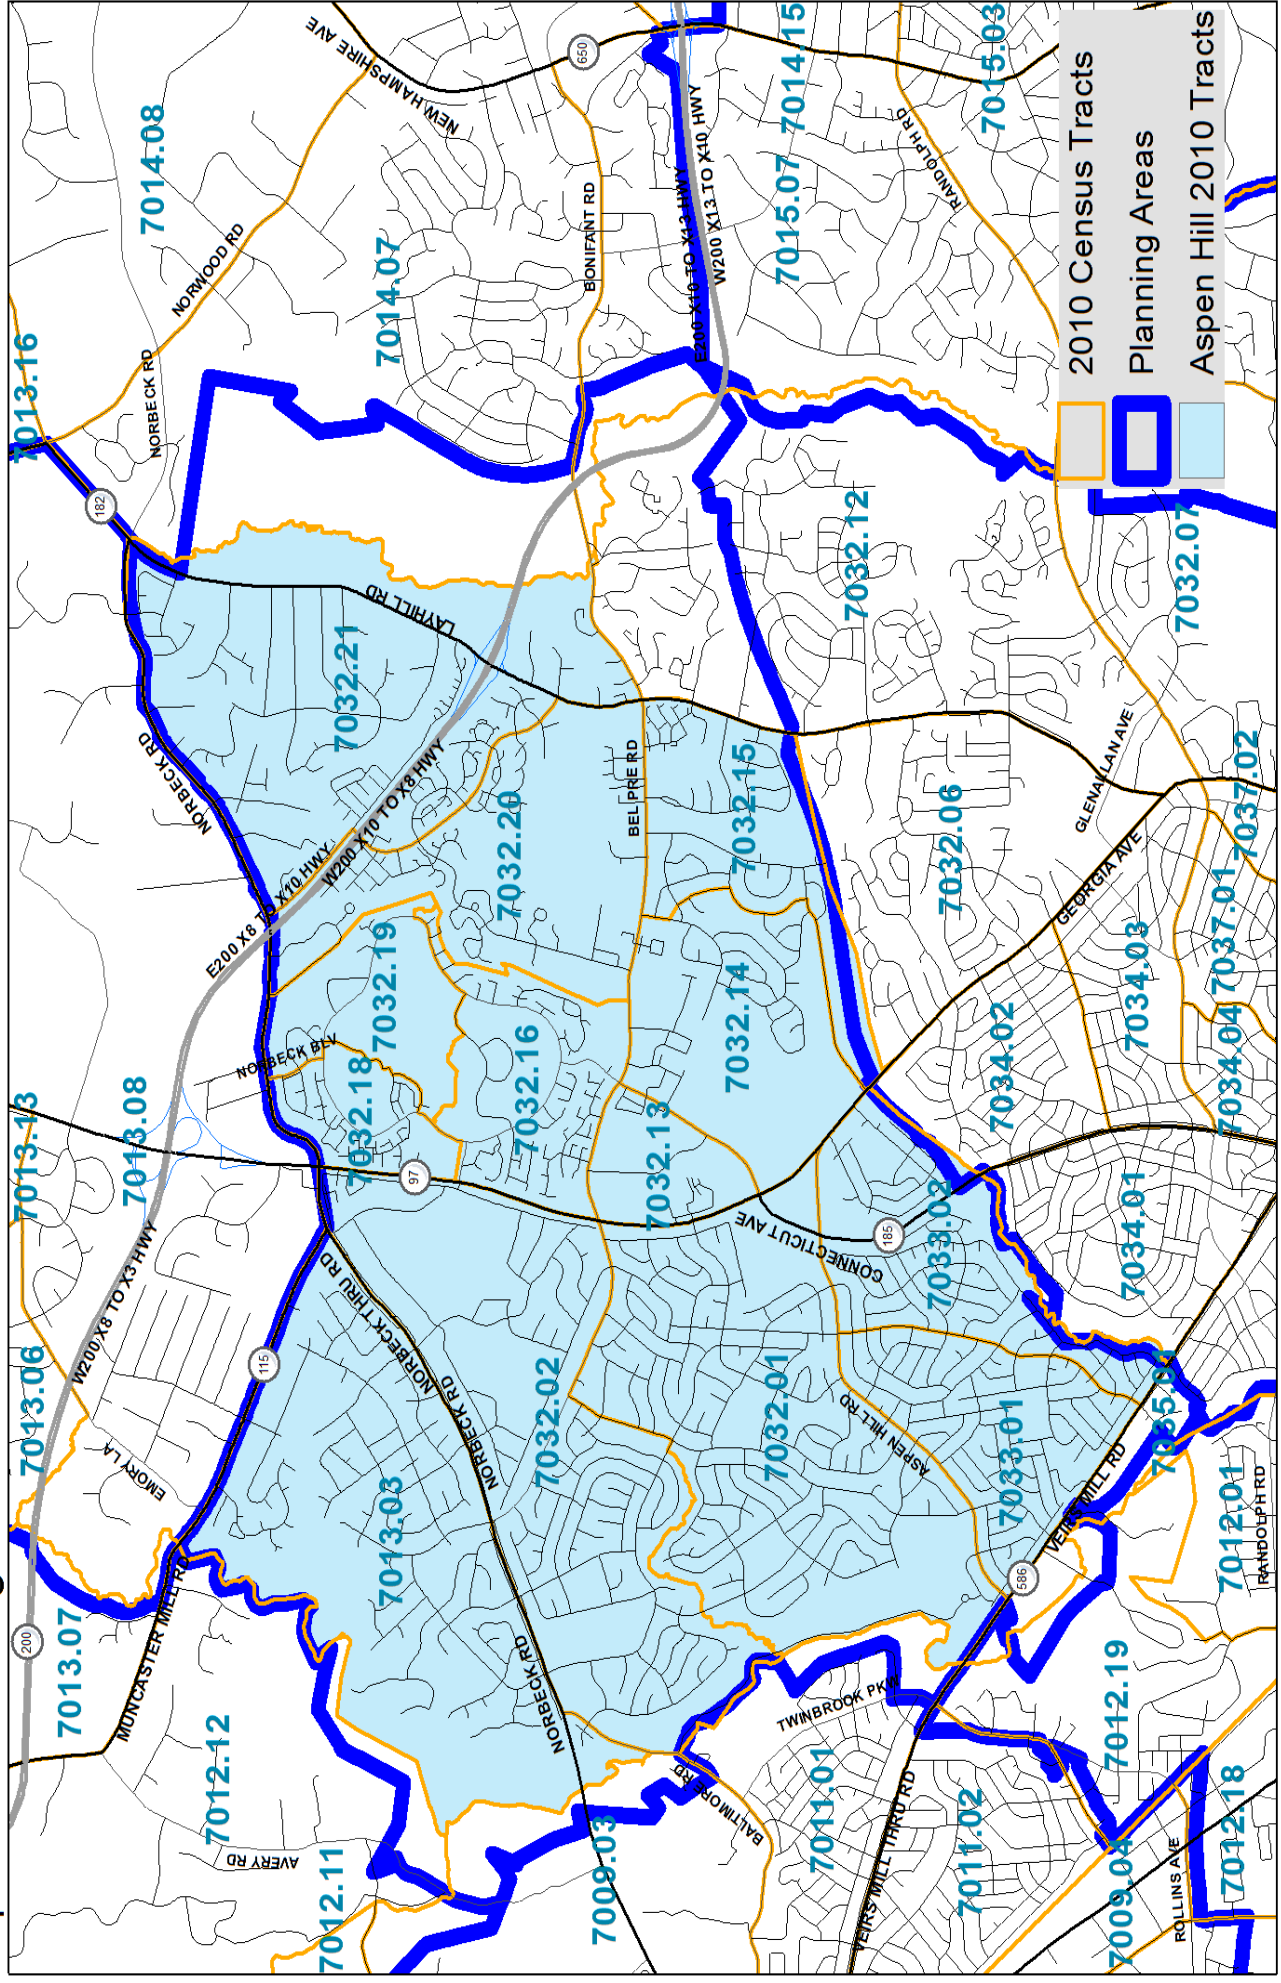 7013.16
7014.08
NEW HAMPSHIRE AVE
NEW HAMPSHIRE AVE
650
7014.15
7015.03
NORWOOD RD
NORBECK RD
182
7014.07
BONIFANT RD
E200 X10 TO X13 HWY
W200 X13 TO X10 HWY
7015.07
RANDOLPH RD
7013.13
7013.08
NORBECK RD
E200 X8 TO X10 HWY
W200 X10 TO X8 HWY
LAYHILL RD
7032.21
7032.20
BEL PRE RD
7032.15
7032.12
7032.07
7032.06
GLENALLAN AVE
GEORGIA AVE
7037.02
7037.01
NORBECK BLV
7032.19
7032.18
97
7032.16
7032.14
7032.13
7034.02
7034.03
7034.04
7013.06
W200 X8 TO X3 HWY
115
EMORY LA
NORBECK THRU RD
NORBECK RD
7032.02
CONNECTICUT AVE
185
7033.02
7034.01
7032.01
ASPEN HILL RD
7033.01
VEIRS MILL RD
586
7035.01
7012.01
RANDOLPH RD
200
7013.07
MUNCASTER MILL RD
7013.03
NORBECK RD
7012.12
AVERY RD
7012.11
7009.03
BALTIMORE RD
TWINBROOK PKW
7011.01
VEIRS MILL THRU RD
7011.02
7012.19
7009.04
ROLLINS AVE
7012.18
2010 Census Tracts
Planning Areas
Aspen Hill 2010 Tracts